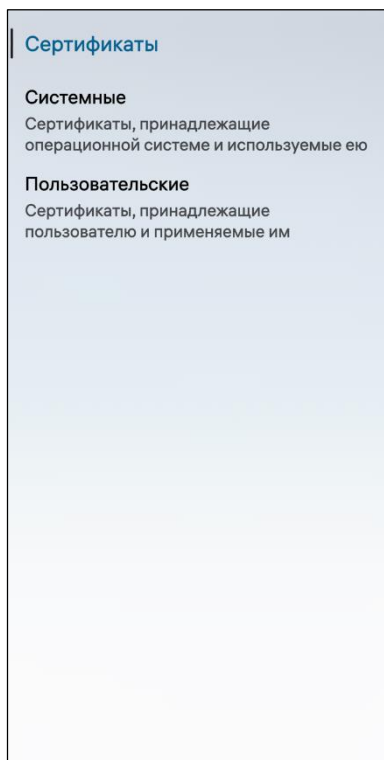 Сертификаты
Системные
Сертификаты, принадлежащие
операционной системе и используемые ею
Пользовательские
Сертификаты, принадлежащие
пользователю и применяемые им